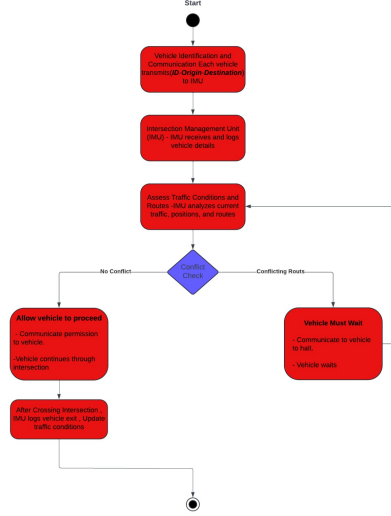 Start
Vehicle Identification and
Communication Each vehicle
transmits(ID-Origin-Destination)
to IMU
Intersection Management Unit
(IMU) - IMU receives and logs
vehicle details
Assess Traffic Conditions and
Routes -IMU analyzes current
traffic, positions, and routes
Conflict
Check
No Conflict
Conflicting Routs
Allow vehicle to proceed
- Communicate permission
to vehicle.
-Vehicle continues through
intersection
Vehicle Must Wait
- Communicate to vehicle
to halt.
- Vehicle waits
After Crossing Intersection ,
IMU logs vehicle exit , Update
traffic conditions